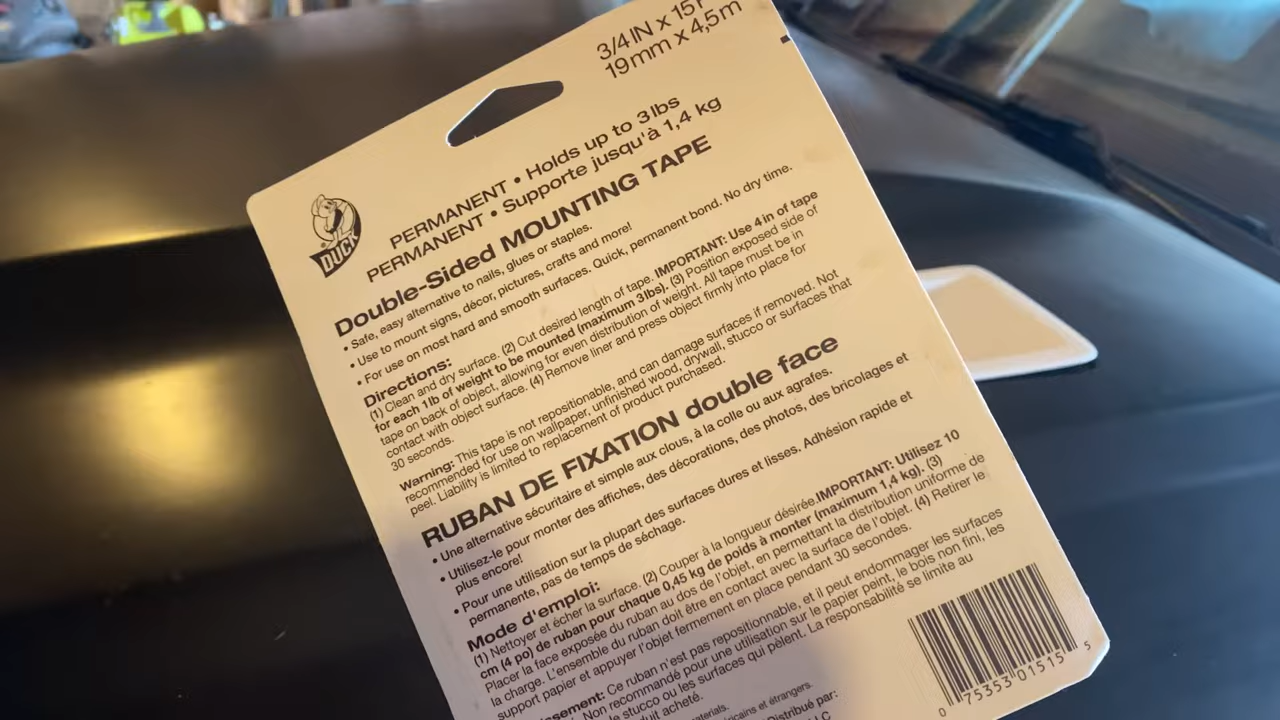 3/4 IN x 15
19mm x 4,5m
PERMANENT • Holds up to 3 lbs
PERMANENT • Supporte jusqu'à 1,4 kg
DUCK
Double-Sided MOUNTING TAPE
• Safe, easy alternative to nails, glues or staples.
• Use to mount signs, décor, pictures, crafts and more!
• For use on most hard and smooth surfaces. Quick, permanent bond. No dry time.
Directions:
(1) Clean and dry surface. (2) Cut desired length of tape. IMPORTANT: Use 4 in of tape
for each 1 lb of weight to be mounted (maximum 3 lbs). (3) Position exposed side of
tape on back of object, allowing for even distribution of weight. All tape must be in
contact with object surface. (4) Remove liner and press object firmly into place for
30 seconds.
Warning: This tape is not repositionable, and can damage surfaces if removed. Not
recommended for use on wallpaper, unfinished wood, drywall, stucco or surfaces that
peel. Liability is limited to replacement of product purchased.
RUBAN DE FIXATION double face
• Une alternative sécuritaire et simple aux clous, à la colle ou aux agrafes.
• Utilisez-le pour monter des affiches, des décorations, des photos, des bricolages et
plus encore!
• Pour une utilisation sur la plupart des surfaces dures et lisses. Adhésion rapide et
permanente, pas de temps de séchage.
Mode d'emploi:
(1) Nettoyer et écher la surface. (2) Couper à la longueur désirée.IMPORTANT: Utilisez 10
cm (4 po) de ruban pour chaque 0,45 kg de poids à monter (maximum 1,4 kg). (3)
Placer la face exposée du ruban au dos de l'objet, en permettant la distribution uniforme de
la charge. L'ensemble du ruban doit être en contact avec la surface de l'objet. (4) Retirer le
support papier et appuyer l'objet fermement en place pendant 30 secondes.
issement: Ce ruban n'est pas repositionnable, et il peut endommager les surfaces
Non recommandé pour une utilisation sur le papier peint, le bois non fini, les
le stucco ou les surfaces qui pèlent. La responsabilité se limite au
duit acheté.
materials.
ricains et étrangers.
Distribué par:
LLC
0 75353 01515 5